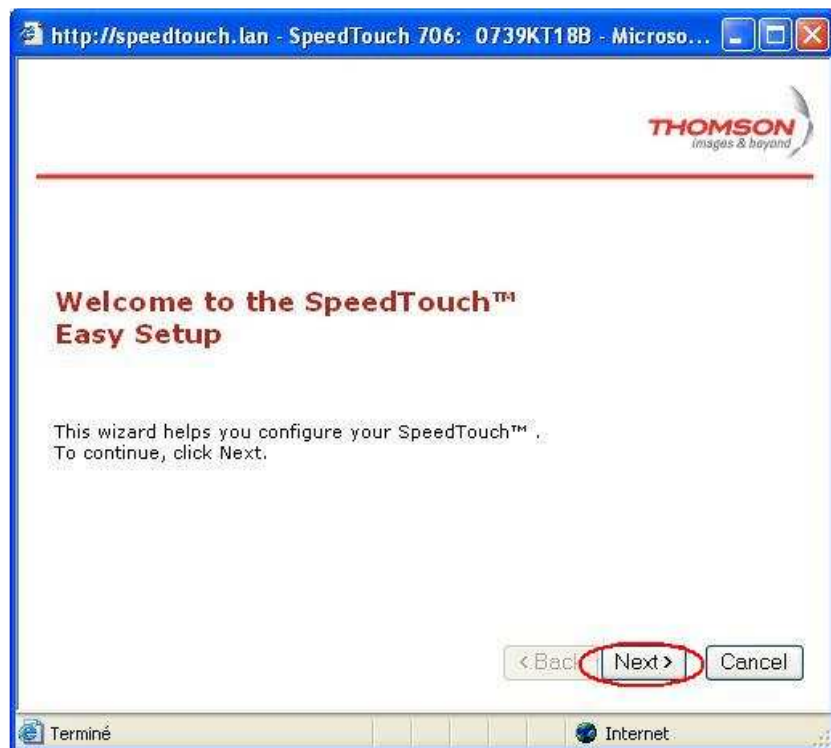 http://speedtouch.lan - SpeedTouch 706: 0739KT18B - Microso...
THOMSON
images & beyond
Welcome to the SpeedTouch™
Easy Setup
This wizard helps you configure your SpeedTouch™ .
To continue, click Next.
< Back Next > Cancel
Terminé Internet